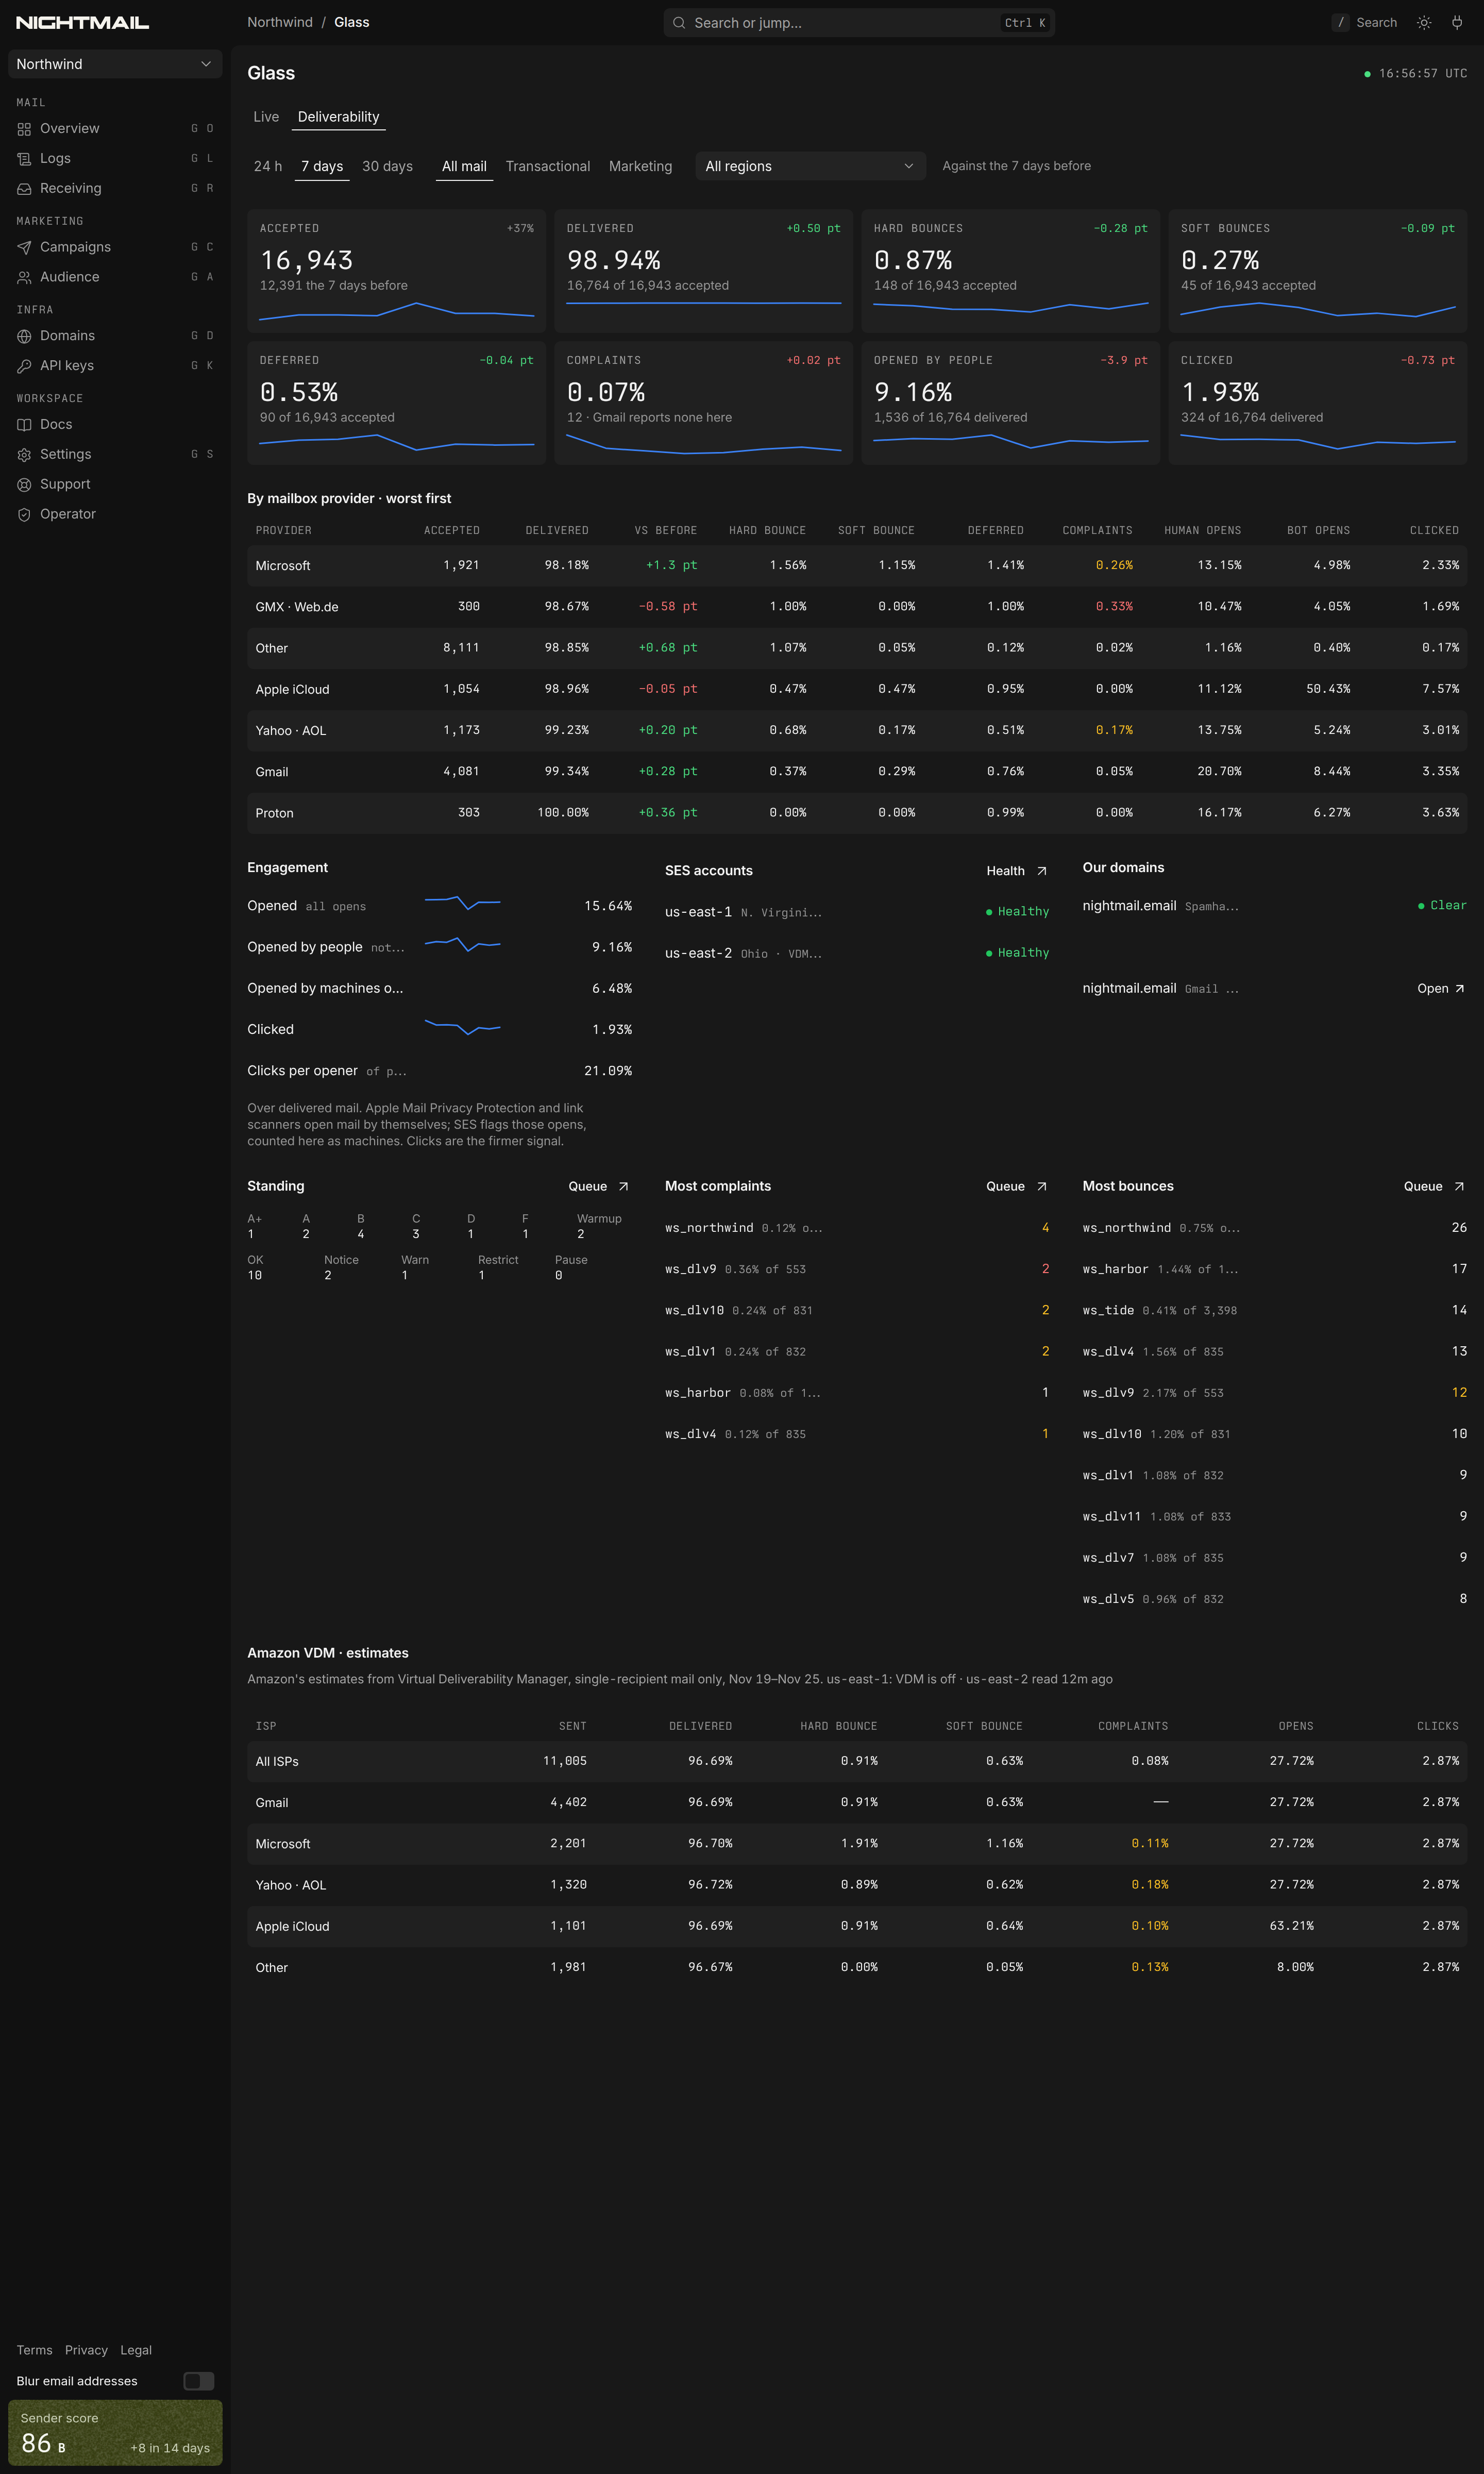 NIGHTMAIL
Northwind / Glass
Search or jump... Ctrl K
/ Search
Northwind
MAIL
Overview G O
Logs G L
Receiving G R
MARKETING
Campaigns G C
Audience G A
INFRA
Domains G D
API keys G K
WORKSPACE
Docs
Settings G S
Support
Operator
Glass
16:56:57 UTC
Live Deliverability
24 h 7 days 30 days All mail Transactional Marketing All regions Against the 7 days before
ACCEPTED +37%
16,943
12,391 the 7 days before
DELIVERED +0.50 pt
98.94%
16,764 of 16,943 accepted
HARD BOUNCES -0.28 pt
0.87%
148 of 16,943 accepted
SOFT BOUNCES -0.09 pt
0.27%
45 of 16,943 accepted
DEFERRED -0.04 pt
0.53%
90 of 16,943 accepted
COMPLAINTS +0.02 pt
0.07%
12 · Gmail reports none here
OPENED BY PEOPLE -3.9 pt
9.16%
1,536 of 16,764 delivered
CLICKED -0.73 pt
1.93%
324 of 16,764 delivered
By mailbox provider · worst first
PROVIDER ACCEPTED DELIVERED VS BEFORE HARD BOUNCE SOFT BOUNCE DEFERRED COMPLAINTS HUMAN OPENS BOT OPENS CLICKED
Microsoft 1,921 98.18% +1.3 pt 1.56% 1.15% 1.41% 0.26% 13.15% 4.98% 2.33%
GMX · Web.de 300 98.67% -0.58 pt 1.00% 0.00% 1.00% 0.33% 10.47% 4.05% 1.69%
Other 8,111 98.85% +0.68 pt 1.07% 0.05% 0.12% 0.02% 1.16% 0.40% 0.17%
Apple iCloud 1,054 98.96% -0.05 pt 0.47% 0.47% 0.95% 0.00% 11.12% 50.43% 7.57%
Yahoo · AOL 1,173 99.23% +0.20 pt 0.68% 0.17% 0.51% 0.17% 13.75% 5.24% 3.01%
Gmail 4,081 99.34% +0.28 pt 0.37% 0.29% 0.76% 0.05% 20.70% 8.44% 3.35%
Proton 303 100.00% +0.36 pt 0.00% 0.00% 0.99% 0.00% 16.17% 6.27% 3.63%
Engagement
Opened all opens 15.64%
Opened by people not... 9.16%
Opened by machines o... 6.48%
Clicked 1.93%
Clicks per opener of p... 21.09%
Over delivered mail. Apple Mail Privacy Protection and link
scanners open mail by themselves; SES flags those opens,
counted here as machines. Clicks are the firmer signal.
SES accounts Health
us-east-1 N. Virgini... Healthy
us-east-2 Ohio · VDM... Healthy
Our domains
nightmail.email Spamha... Clear
nightmail.email Gmail ... Open
Standing Queue
A+ A B C D F Warmup
1 2 4 3 1 1 2
OK Notice Warn Restrict Pause
10 2 1 1 0
Most complaints Queue
ws_northwind 0.12% o... 4
ws_dlv9 0.36% of 553 2
ws_dlv10 0.24% of 831 2
ws_dlv1 0.24% of 832 2
ws_harbor 0.08% of 1... 1
ws_dlv4 0.12% of 835 1
Most bounces Queue
ws_northwind 0.75% o... 26
ws_harbor 1.44% of 1... 17
ws_tide 0.41% of 3,398 14
ws_dlv4 1.56% of 835 13
ws_dlv9 2.17% of 553 12
ws_dlv10 1.20% of 831 10
ws_dlv1 1.08% of 832 9
ws_dlv11 1.08% of 833 9
ws_dlv7 1.08% of 835 9
ws_dlv5 0.96% of 832 8
Amazon VDM · estimates
Amazon's estimates from Virtual Deliverability Manager, single-recipient mail only, Nov 19–Nov 25. us-east-1: VDM is off · us-east-2 read 12m ago
ISP SENT DELIVERED HARD BOUNCE SOFT BOUNCE COMPLAINTS OPENS CLICKS
All ISPs 11,005 96.69% 0.91% 0.63% 0.08% 27.72% 2.87%
Gmail 4,402 96.69% 0.91% 0.63% — 27.72% 2.87%
Microsoft 2,201 96.70% 1.91% 1.16% 0.11% 27.72% 2.87%
Yahoo · AOL 1,320 96.72% 0.89% 0.62% 0.18% 27.72% 2.87%
Apple iCloud 1,101 96.69% 0.91% 0.64% 0.10% 63.21% 2.87%
Other 1,981 96.67% 0.00% 0.05% 0.13% 8.00% 2.87%
Terms Privacy Legal
Blur email addresses
Sender score
86 B +8 in 14 days